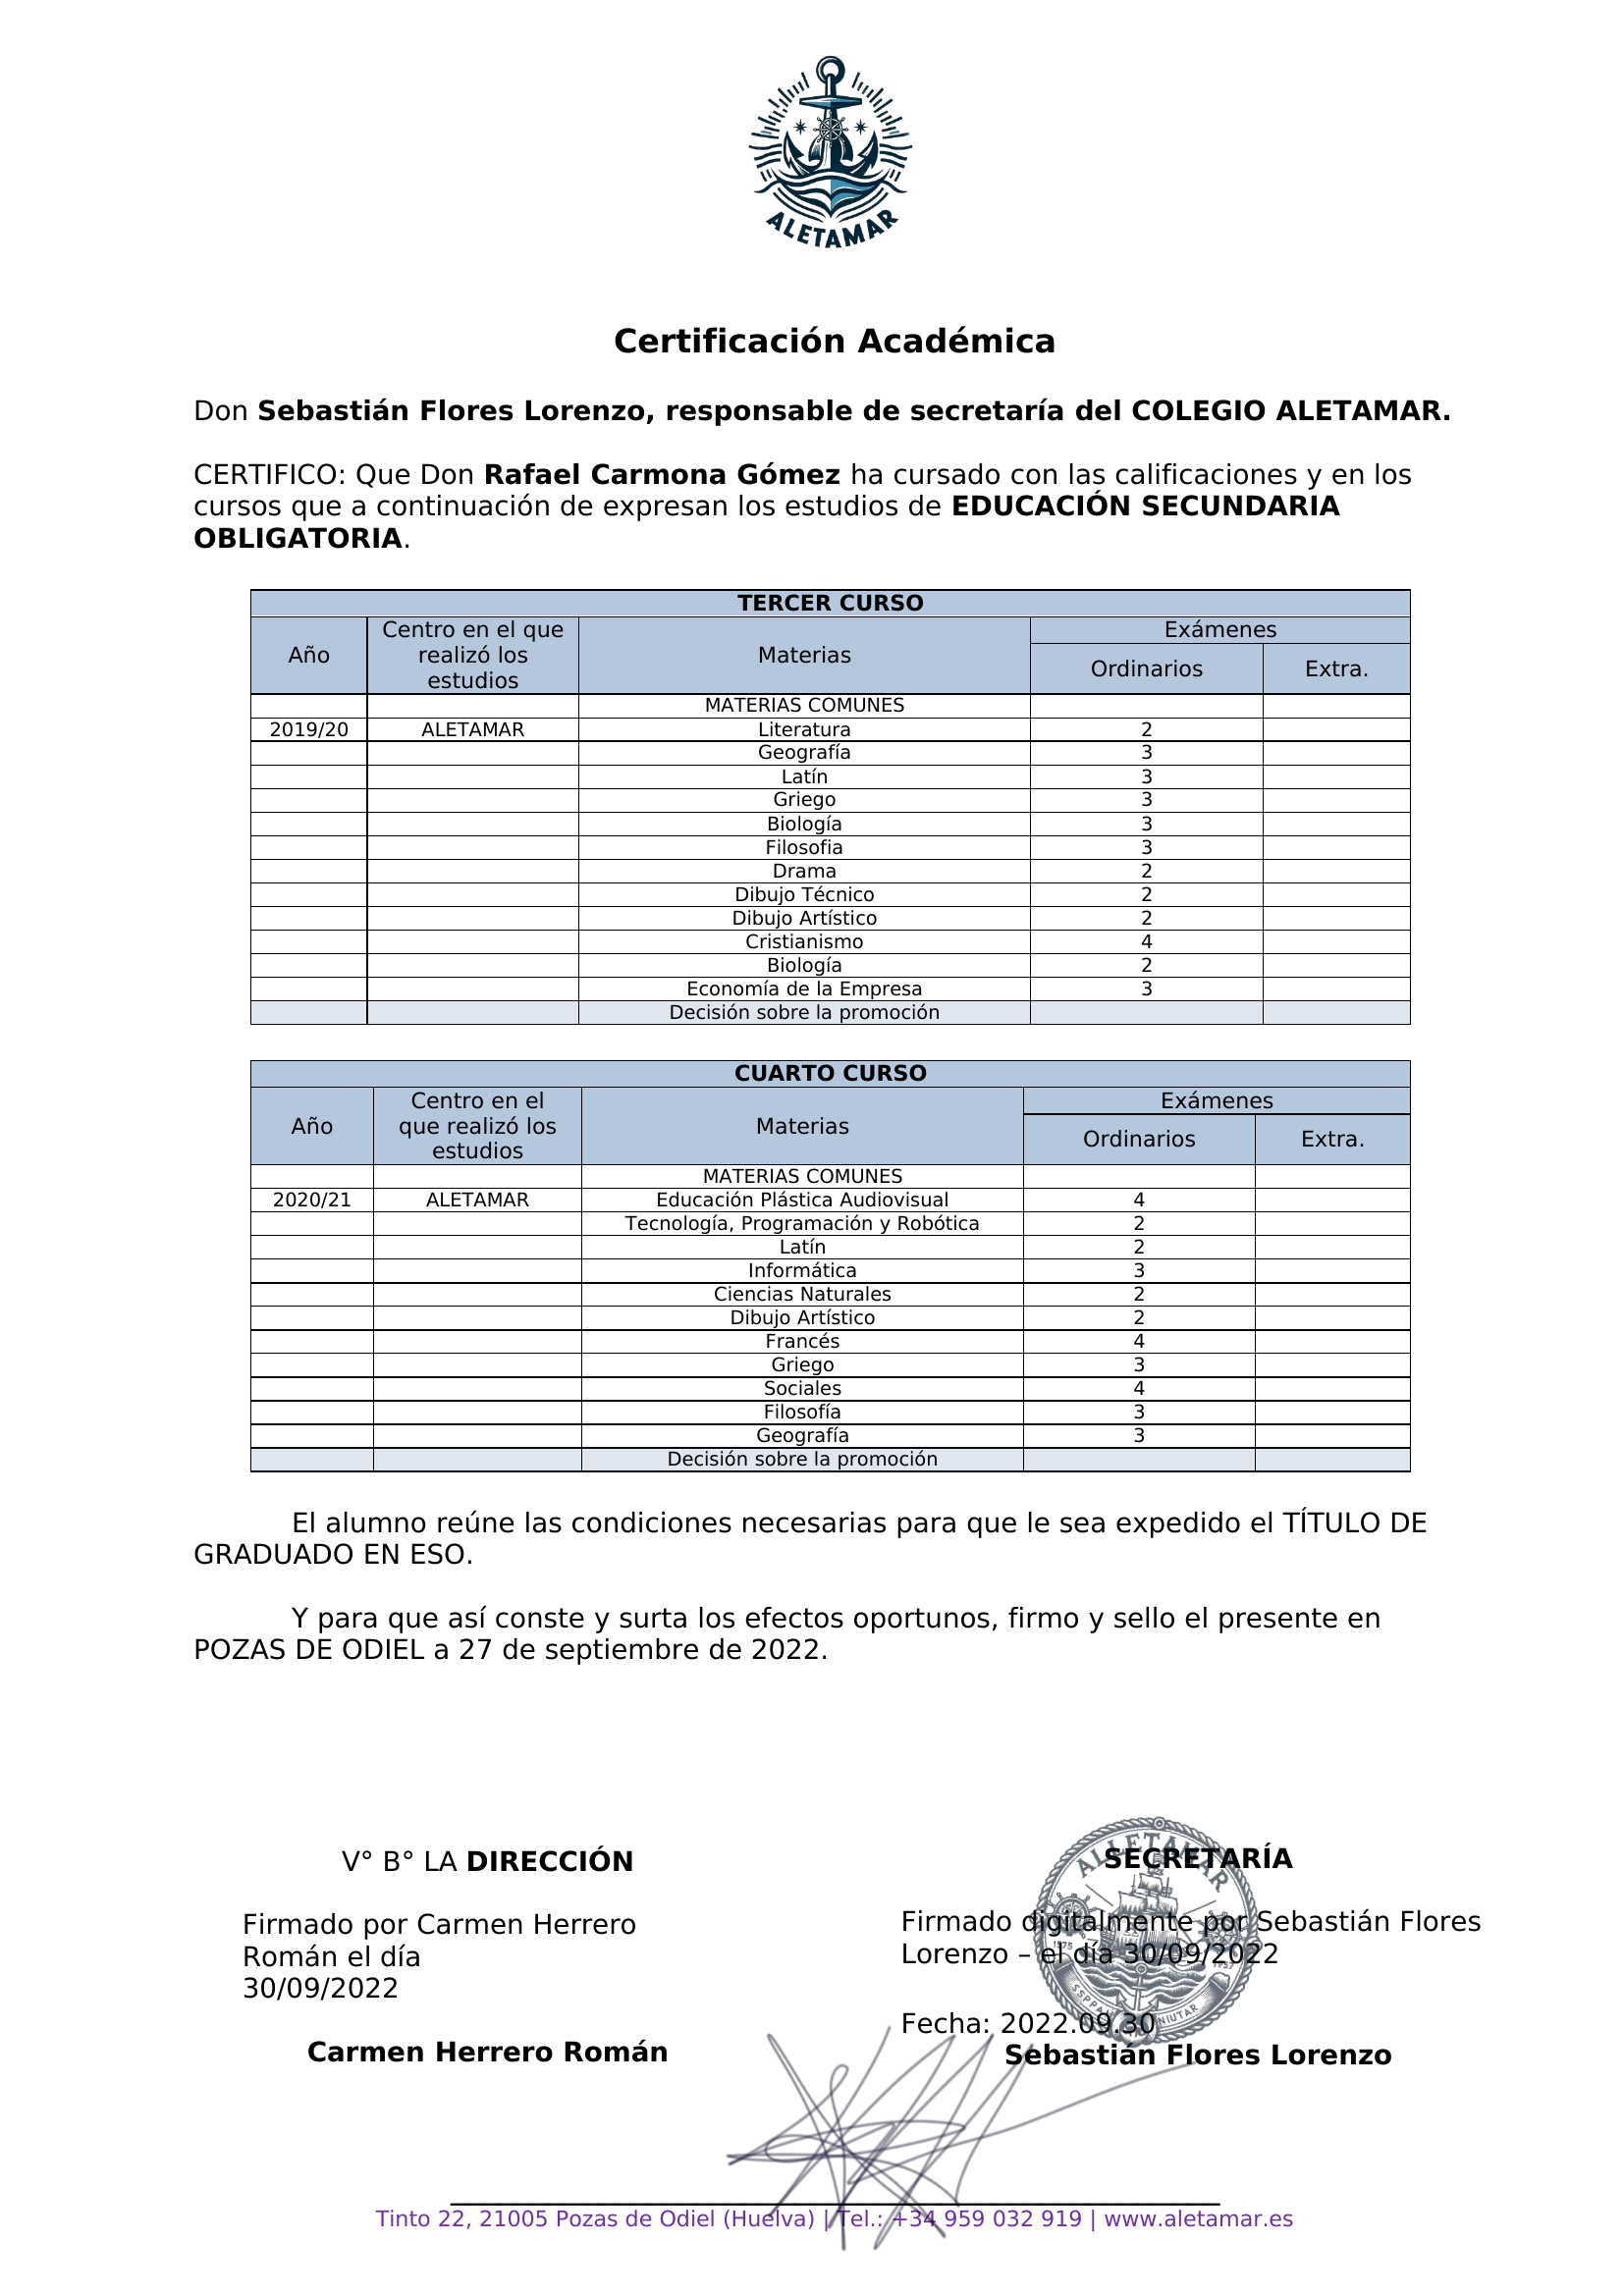 ALETAMAR
Certificación Académica
Don Sebastián Flores Lorenzo, responsable de secretaría del COLEGIO ALETAMAR.
CERTIFICO: Que Don Rafael Carmona Gómez ha cursado con las calificaciones y en los
cursos que a continuación de expresan los estudios de EDUCACIÓN SECUNDARIA
OBLIGATORIA.
TERCER CURSO
Año Centro en el que realizó los estudios Materias Exámenes
Ordinarios Extra.
MATERIAS COMUNES
2019/20 ALETAMAR Literatura 2
Geografía 3
Latín 3
Griego 3
Biología 3
Filosofia 3
Drama 2
Dibujo Técnico 2
Dibujo Artístico 2
Cristianismo 4
Biología 2
Economía de la Empresa 3
Decisión sobre la promoción
CUARTO CURSO
Año Centro en el que realizó los estudios Materias Exámenes
Ordinarios Extra.
MATERIAS COMUNES
2020/21 ALETAMAR Educación Plástica Audiovisual 4
Tecnología, Programación y Robótica 2
Latín 2
Informática 3
Ciencias Naturales 2
Dibujo Artístico 2
Francés 4
Griego 3
Sociales 4
Filosofía 3
Geografía 3
Decisión sobre la promoción
El alumno reúne las condiciones necesarias para que le sea expedido el TÍTULO DE
GRADUADO EN ESO.
Y para que así conste y surta los efectos oportunos, firmo y sello el presente en
POZAS DE ODIEL a 27 de septiembre de 2022.
V° B° LA DIRECCIÓN
Firmado por Carmen Herrero
Román el día
30/09/2022
Carmen Herrero Román
ALLETAMAR
SECRETARÍA
Firmado digitalmente por Sebastián Flores
Lorenzo – el día 30/09/2022
1975
Fecha: 2022.09.30
Sebastián Flores Lorenzo
Tinto 22, 21005 Pozas de Odiel (Huelva) | Tel.: +34 959 032 919 | www.aletamar.es